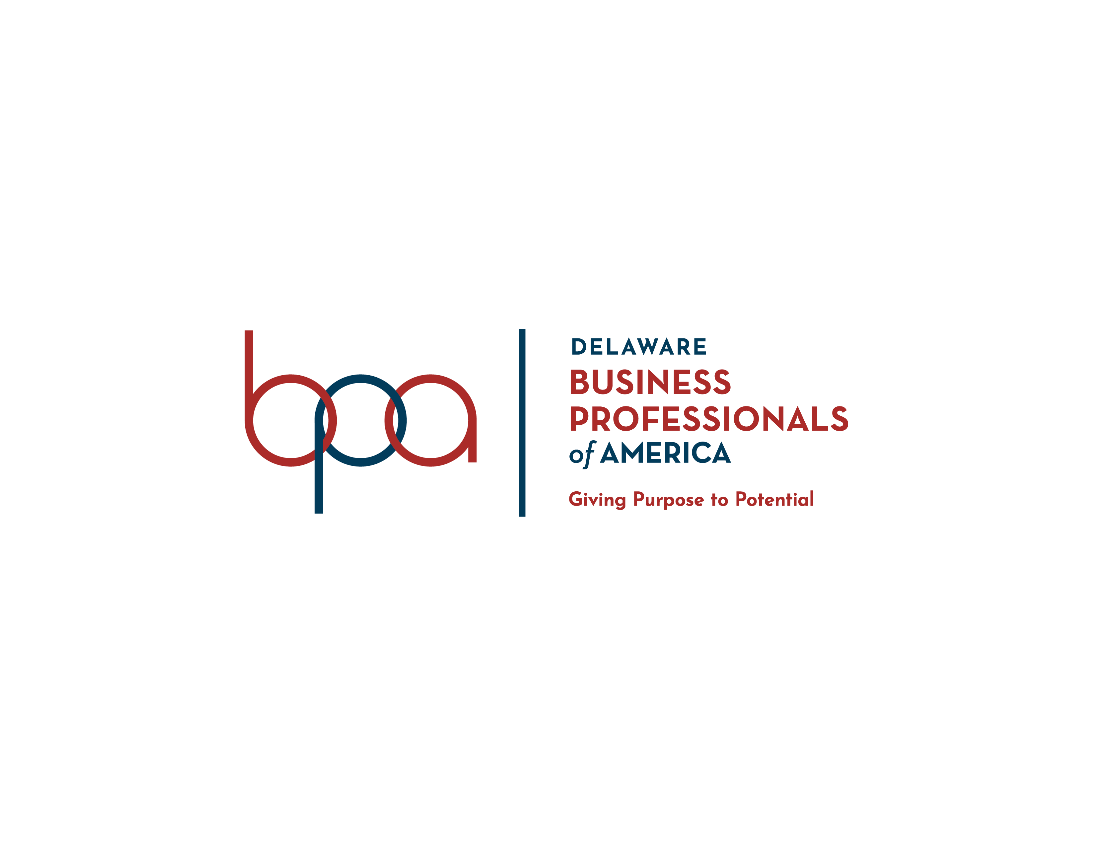 bpa
DELAWARE
BUSINESS
PROFESSIONALS
of AMERICA
Giving Purpose to Potential